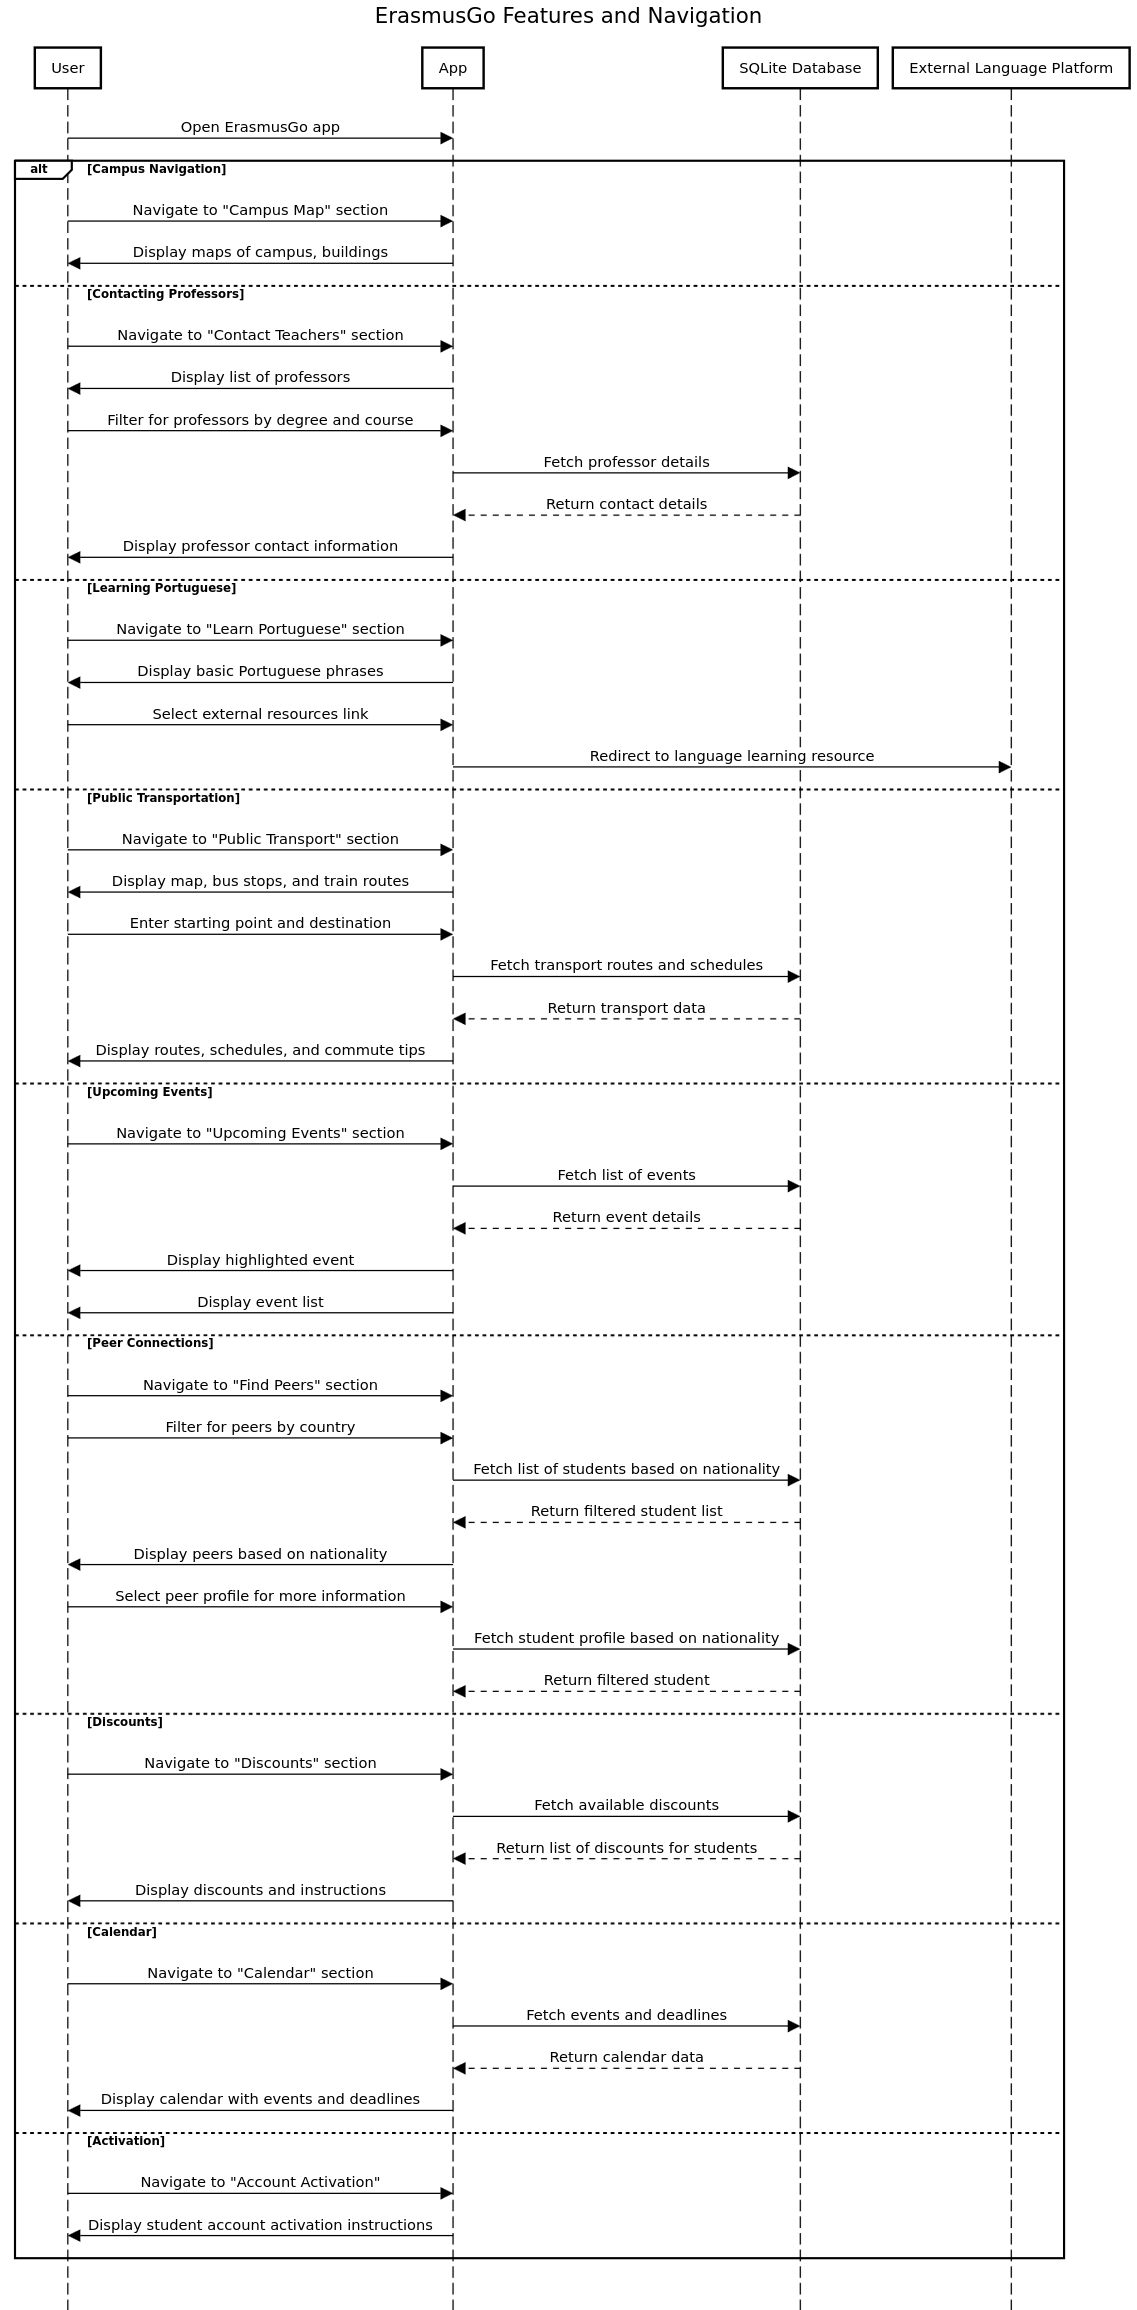 ErasmusGo Features and Navigation
User
App
SQLite Database
External Language Platform
Open ErasmusGo app
alt
[Campus Navigation]
Navigate to "Campus Map" section
Display maps of campus, buildings
[Contacting Professors]
Navigate to "Contact Teachers" section
Display list of professors
Filter for professors by degree and course
Fetch professor details
Return contact details
Display professor contact information
[Learning Portuguese]
Navigate to "Learn Portuguese" section
Display basic Portuguese phrases
Select external resources link
Redirect to language learning resource
[Public Transportation]
Navigate to "Public Transport" section
Display map, bus stops, and train routes
Enter starting point and destination
Fetch transport routes and schedules
Return transport data
Display routes, schedules, and commute tips
[Upcoming Events]
Navigate to "Upcoming Events" section
Fetch list of events
Return event details
Display highlighted event
Display event list
[Peer Connections]
Navigate to "Find Peers" section
Filter for peers by country
Fetch list of students based on nationality
Return filtered student list
Display peers based on nationality
Select peer profile for more information
Fetch student profile based on nationality
Return filtered student
[Discounts]
Navigate to "Discounts" section
Fetch available discounts
Return list of discounts for students
Display discounts and instructions
[Calendar]
Navigate to "Calendar" section
Fetch events and deadlines
Return calendar data
Display calendar with events and deadlines
[Activation]
Navigate to "Account Activation"
Display student account activation instructions